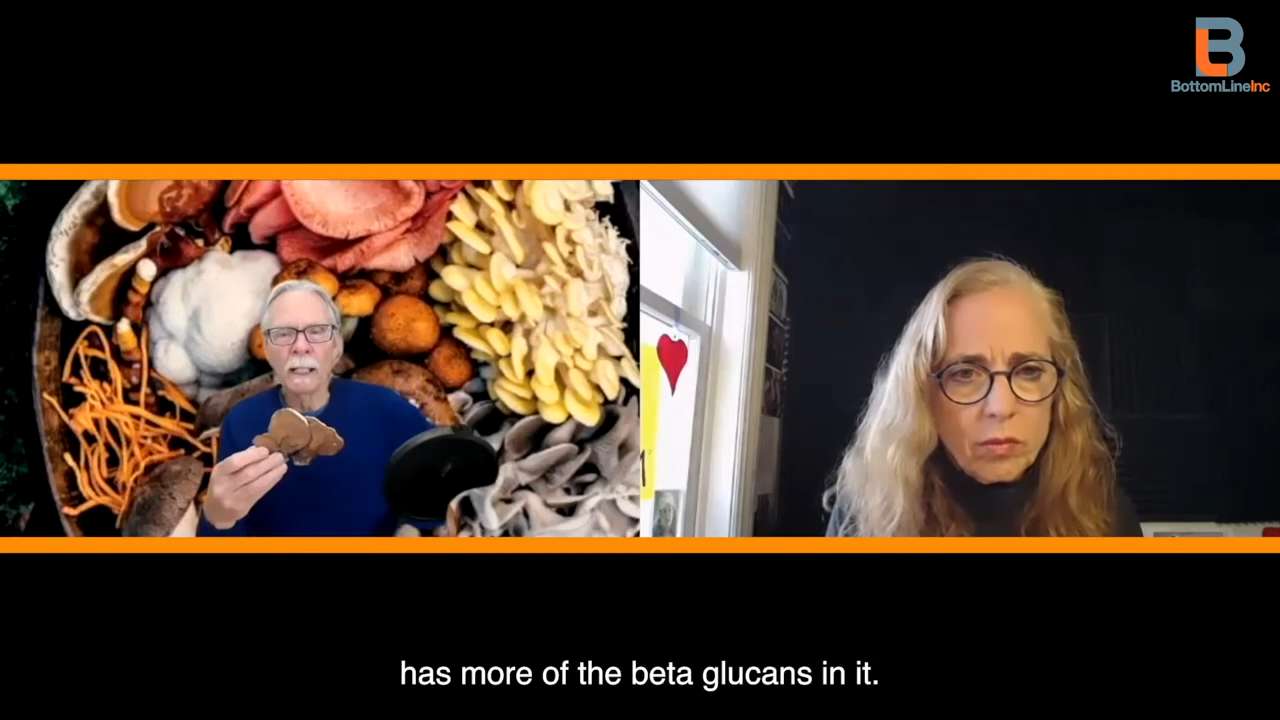 BottomLineInc
has more of the beta glucans in it.